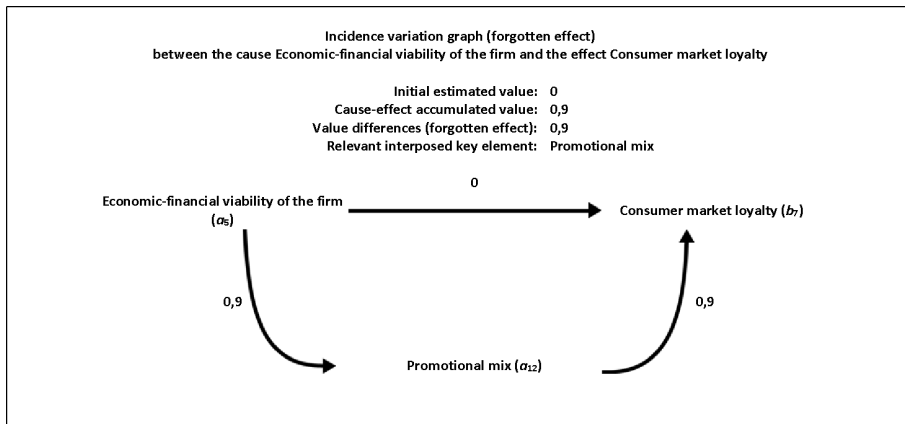 Incidence variation graph (forgotten effect)
between the cause Economic-financial viability of the firm and the effect Consumer market loyalty
Initial estimated value: 0
Cause-effect accumulated value: 0,9
Value differences (forgotten effect): 0,9
Relevant interposed key element: Promotional mix
0
Economic-financial viability of the firm
(a5)
Consumer market loyalty (b7)
0,9
0,9
Promotional mix (a12)